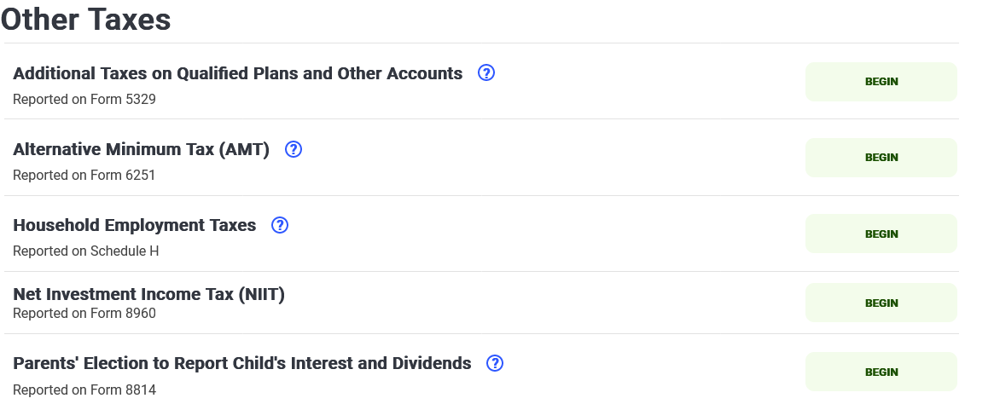 Other Taxes
Additional Taxes on Qualified Plans and Other Accounts ?
BEGIN
Reported on Form 5329
Alternative Minimum Tax (AMT) ?
BEGIN
Reported on Form 6251
Household Employment Taxes ?
BEGIN
Reported on Schedule H
Net Investment Income Tax (NIIT)
BEGIN
Reported on Form 8960
Parents' Election to Report Child's Interest and Dividends ?
BEGIN
Reported on Form 8814